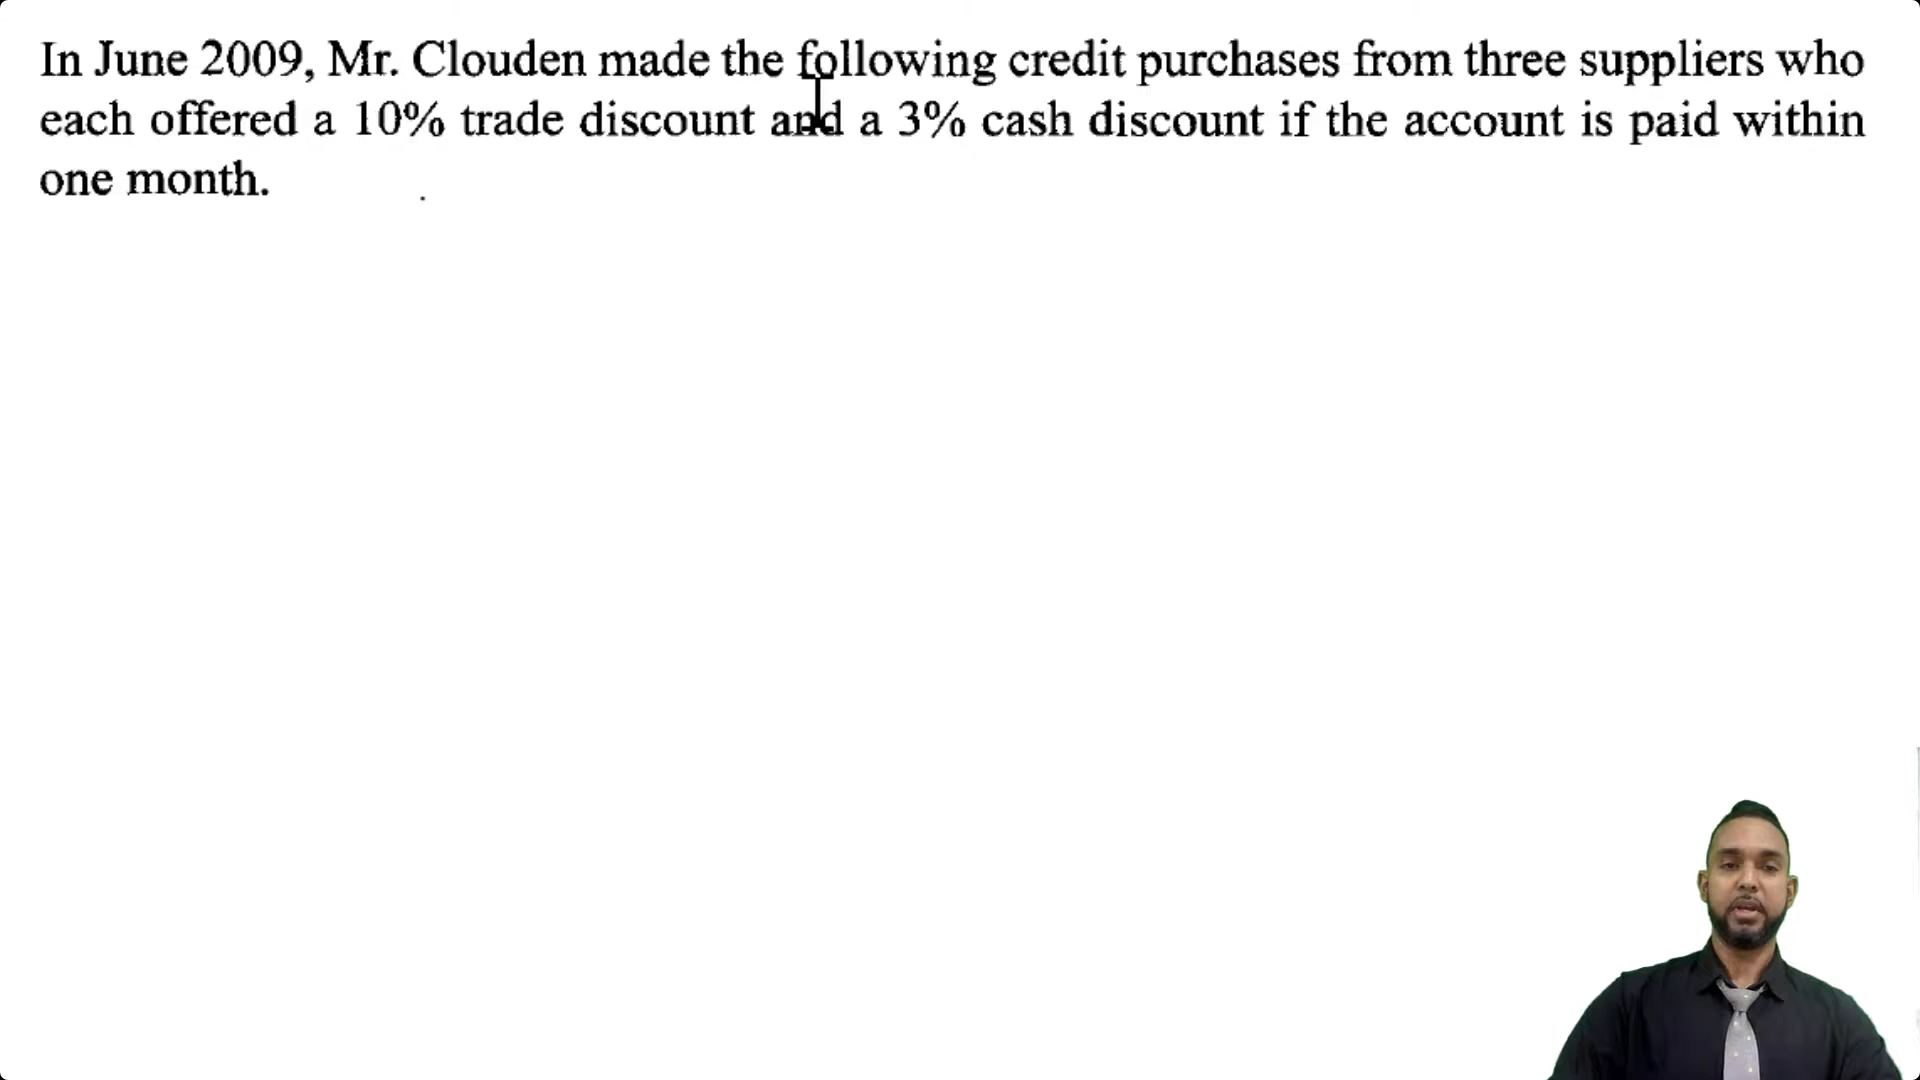 In June 2009, Mr. Clouden made the following credit purchases from three suppliers who
each offered a 10% trade discount and a 3% cash discount if the account is paid within
one month.